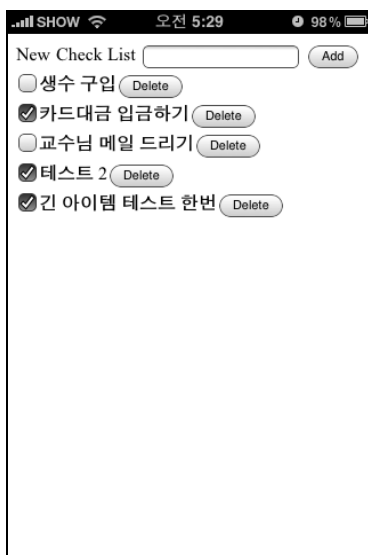 SHOW 오전 5:29 98%
New Check List Add
생수 구입 Delete
카드대금 입금하기 Delete
교수님 메일 드리기 Delete
테스트 2 Delete
긴 아이템 테스트 한번 Delete